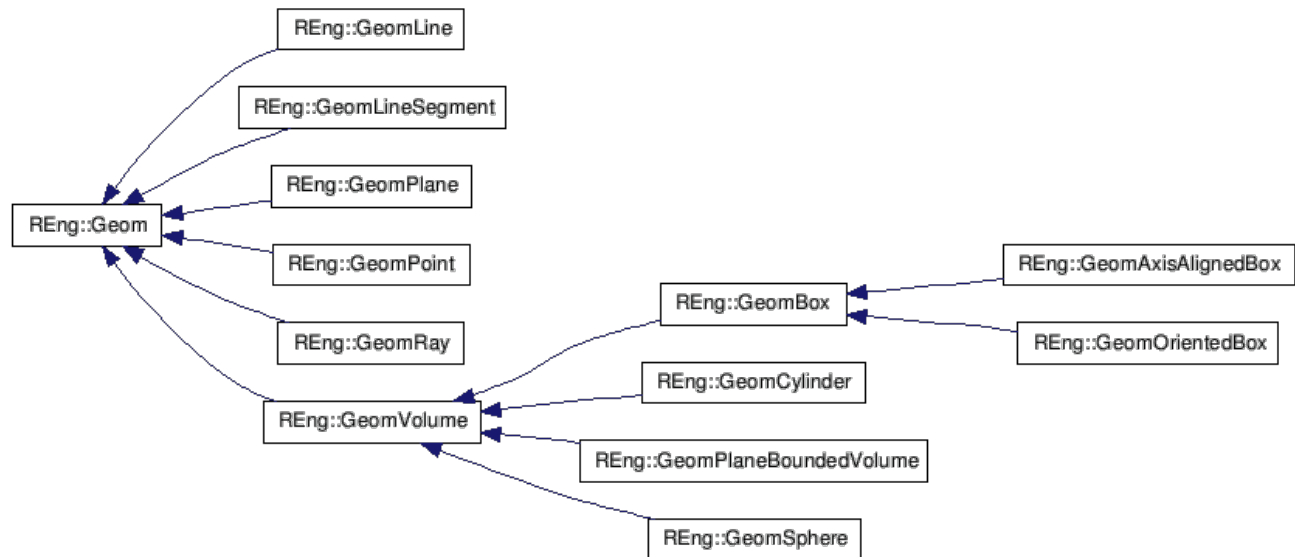 REng::GeomLine
REng::GeomLineSegment
REng::GeomPlane
REng::Geom
REng::GeomPoint
REng::GeomAxisAlignedBox
REng::GeomBox
REng::GeomRay
REng::GeomOrientedBox
REng::GeomCylinder
REng::GeomVolume
REng::GeomPlaneBoundedVolume
REng::GeomSphere